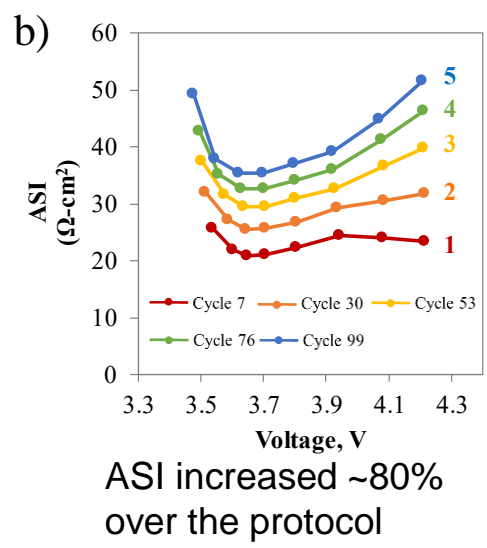 b)
60
50
40
30
20
10
0
ASI
(Ω-cm²)
5
4
3
2
1
Cycle 7 Cycle 30 Cycle 53
Cycle 76 Cycle 99
3.3 3.5 3.7 3.9 4.1 4.3
Voltage, V
ASI increased ~80%
over the protocol